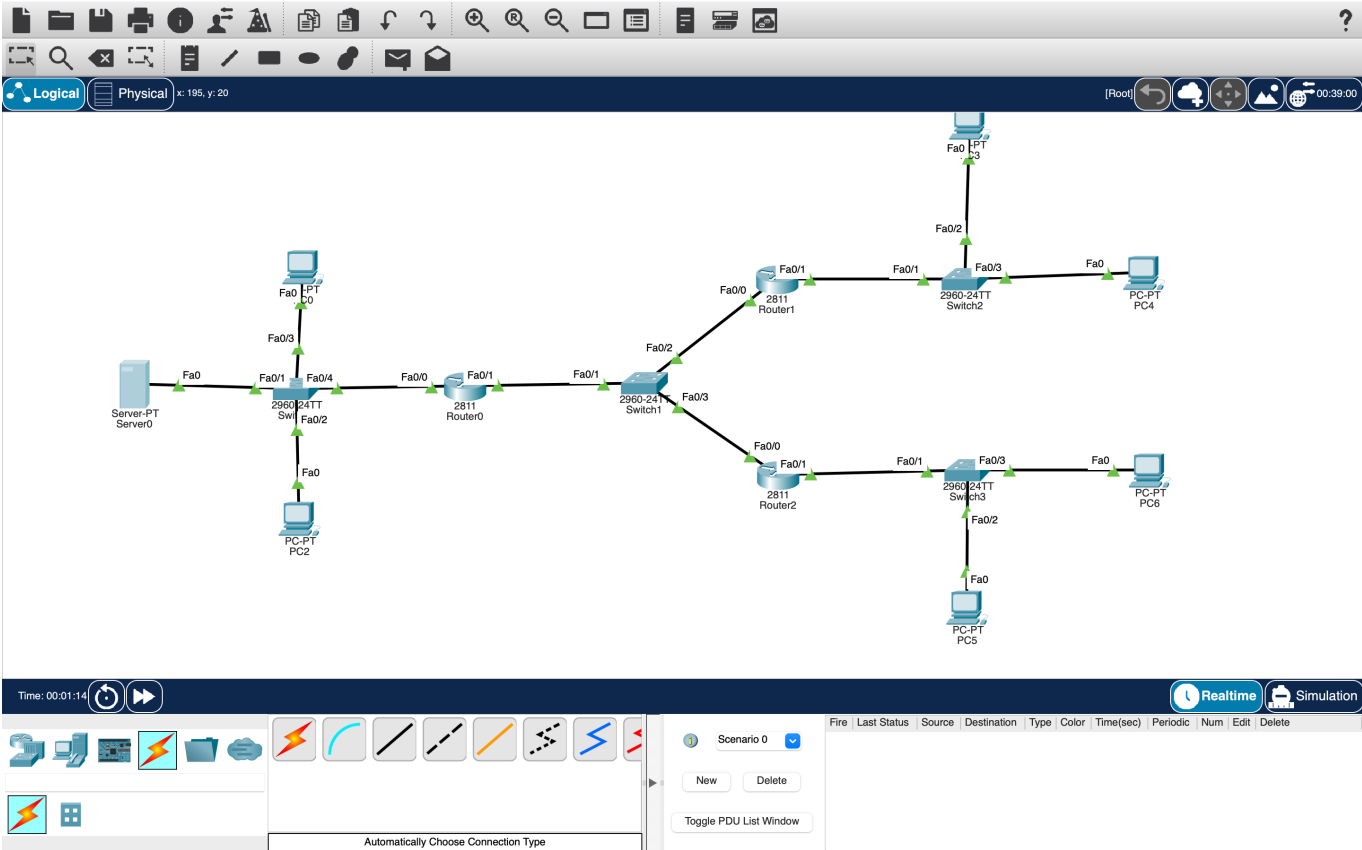 Logical
Physical
x: 195, y: 20
[Root]
00:39:00
Fa0
-PT
C3
Fa0/2
Fa0/1
Fa0/1
Fa0/3
Fa0
Fa0/0
2811
Router1
2960-24TT
Switch2
PC-PT
PC4
Fa0
-PT
C0
Fa0/3
Fa0/2
Fa0
Fa0/1
Fa0/4
Fa0/0
Fa0/1
Fa0/1
Server-PT
Server0
2960-24TT
Swi
Fa0/2
2811
Router0
2960-24TT
Switch1
Fa0/3
Fa0
PC-PT
PC2
Fa0/0
Fa0/1
Fa0/1
Fa0/3
Fa0
2811
Router2
2960-24TT
Switch3
PC-PT
PC6
Fa0/2
Fa0
PC-PT
PC5
Time: 00:01:14
Realtime
Simulation
Fire Last Status Source Destination Type Color Time(sec) Periodic Num Edit Delete
Scenario 0
New
Delete
Toggle PDU List Window
Automatically Choose Connection Type